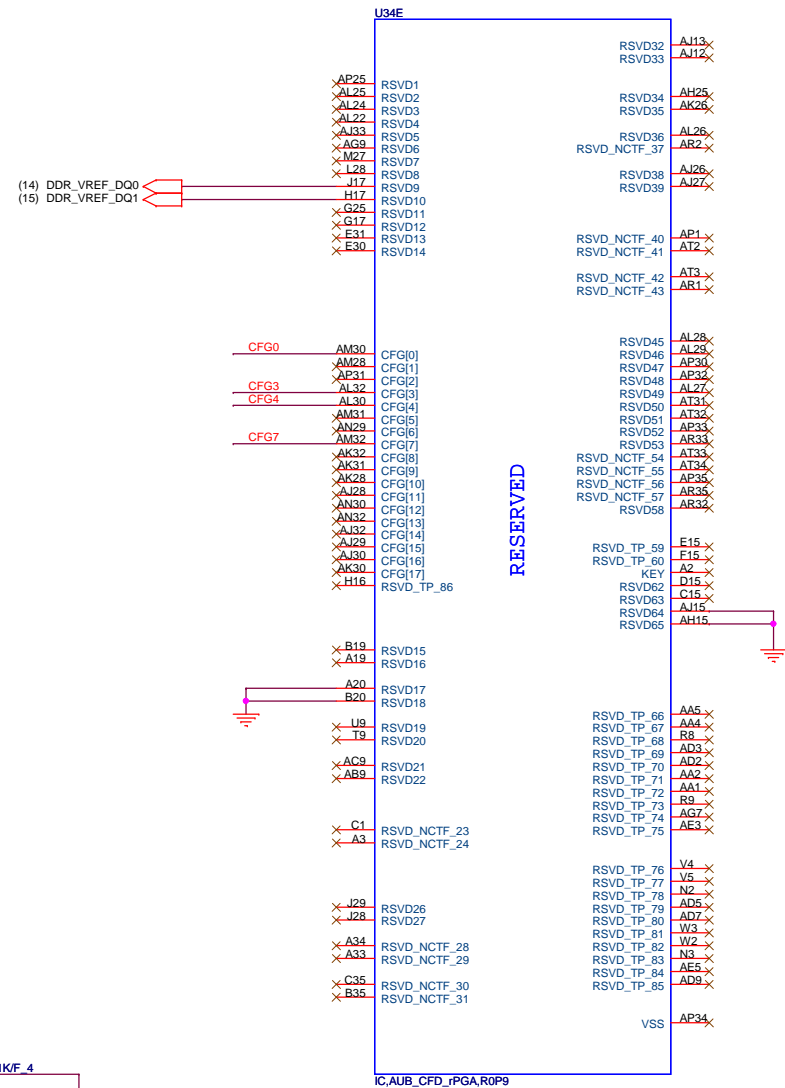 U34E
AP25 RSVD1
AL25 RSVD2
AL24 RSVD3
AL22 RSVD4
AJ33 RSVD5
AG9 RSVD6
M27 RSVD7
L28 RSVD8
(14) DDR_VREF_DQ0 J17 RSVD9
(15) DDR_VREF_DQ1 H17 RSVD10
G25 RSVD11
G17 RSVD12
E31 RSVD13
E30 RSVD14
CFG0 AM30 CFG[0]
AM28 CFG[1]
AP31 CFG[2]
CFG3 AL32 CFG[3]
CFG4 AL30 CFG[4]
AM31 CFG[5]
AN29 CFG[6]
CFG7 AM32 CFG[7]
AK32 CFG[8]
AK31 CFG[9]
AK28 CFG[10]
AJ28 CFG[11]
AN30 CFG[12]
AN32 CFG[13]
AJ32 CFG[14]
AJ29 CFG[15]
AJ30 CFG[16]
AK30 CFG[17]
H16 RSVD_TP_86
B19 RSVD15
A19 RSVD16
A20 RSVD17
B20 RSVD18
U9 RSVD19
T9 RSVD20
AC9 RSVD21
AB9 RSVD22
C1 RSVD_NCTF_23
A3 RSVD_NCTF_24
J29 RSVD26
J28 RSVD27
A34 RSVD_NCTF_28
A33 RSVD_NCTF_29
C35 RSVD_NCTF_30
B35 RSVD_NCTF_31
RESERVED
RSVD32 AJ13
RSVD33 AJ12
RSVD34 AH25
RSVD35 AK26
RSVD36 AL26
RSVD_NCTF_37 AR2
RSVD38 AJ26
RSVD39 AJ27
RSVD_NCTF_40 AP1
RSVD_NCTF_41 AT2
RSVD_NCTF_42 AT3
RSVD_NCTF_43 AR1
RSVD45 AL28
RSVD46 AL29
RSVD47 AP30
RSVD48 AP32
RSVD49 AL27
RSVD50 AT31
RSVD51 AT32
RSVD52 AP33
RSVD53 AR33
RSVD_NCTF_54 AT33
RSVD_NCTF_55 AT34
RSVD_NCTF_56 AP35
RSVD_NCTF_57 AR35
RSVD58 AR32
RSVD_TP_59 E15
RSVD_TP_60 F15
KEY A2
RSVD62 D15
RSVD63 C15
RSVD64 AJ15
RSVD65 AH15
RSVD_TP_66 AA5
RSVD_TP_67 AA4
RSVD_TP_68 R8
RSVD_TP_69 AD3
RSVD_TP_70 AD2
RSVD_TP_71 AA2
RSVD_TP_72 AA1
RSVD_TP_73 R9
RSVD_TP_74 AG7
RSVD_TP_75 AE3
RSVD_TP_76 V4
RSVD_TP_77 V5
RSVD_TP_78 N2
RSVD_TP_79 AD5
RSVD_TP_80 AD7
RSVD_TP_81 W3
RSVD_TP_82 W2
RSVD_TP_83 N3
RSVD_TP_84 AE5
RSVD_TP_85 AD9
VSS AP34
K/F_4
IC,AUB_CFD_rPGA,R0P9